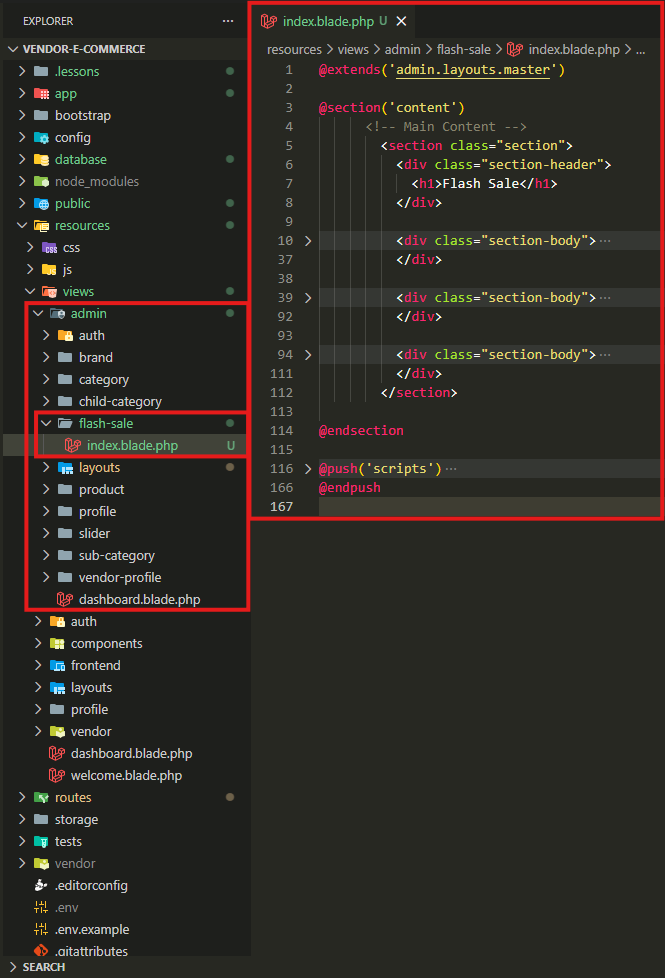 EXPLORER
VENDOR-E-COMMERCE
.lessons
app
bootstrap
config
database
node_modules
public
resources
css
js
views
admin
auth
brand
category
child-category
flash-sale
index.blade.php U
layouts
product
profile
slider
sub-category
vendor-profile
dashboard.blade.php
auth
components
frontend
layouts
profile
vendor
dashboard.blade.php
welcome.blade.php
routes
storage
tests
vendor
.editorconfig
.env
.env.example
.gitattributes
SEARCH
index.blade.php U
resources > views > admin > flash-sale > index.blade.php > ...
1 @extends('admin.layouts.master')
2
3 @section('content')
4 <!-- Main Content -->
5 <section class="section">
6 <div class="section-header">
7 <h1>Flash Sale</h1>
8 </div>
9
10 <div class="section-body">...
37 </div>
38
39 <div class="section-body">...
92 </div>
93
94 <div class="section-body">...
111 </div>
112 </section>
113
114 @endsection
115
116 @push('scripts')...
166 @endpush
167